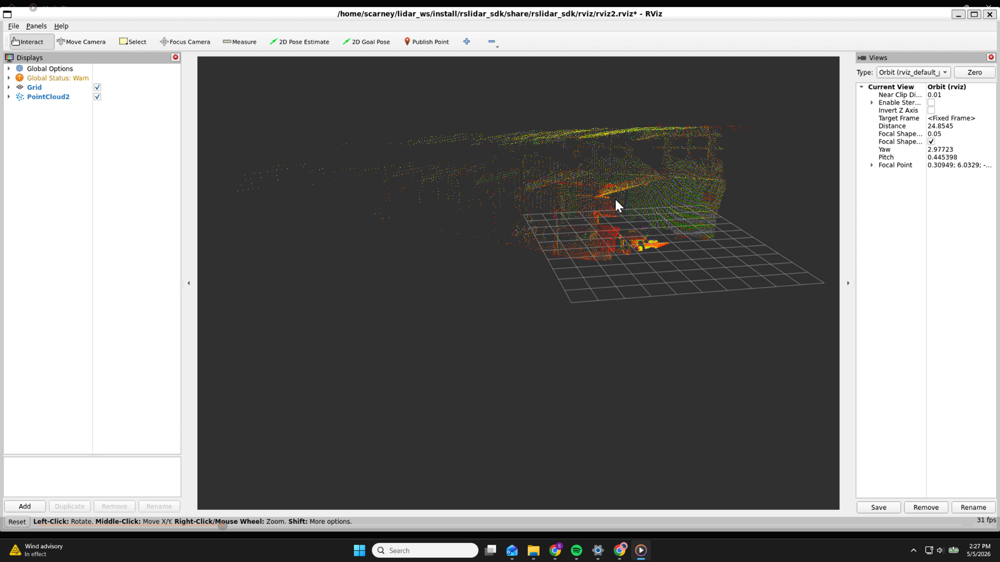 /home/scarney/lidar_ws/install/rslidar_sdk/share/rslidar_sdk/rviz/rviz2.rviz* - RViz
File Panels Help
Interact Move Camera Select Focus Camera Measure 2D Pose Estimate 2D Goal Pose Publish Point
Displays
Global Options
Global Status: Warn
Grid
PointCloud2
Add Duplicate Remove Rename
Views
Type: Orbit (rviz_default_ Zero
Current View Orbit (rviz)
Near Clip Di... 0.01
Enable Ster...
Invert Z Axis
Target Frame <Fixed Frame>
Distance 24.8545
Focal Shape... 0.05
Focal Shape...
Yaw 2.97723
Pitch 0.445398
Focal Point 0.30949; 6.0329; -...
Save Remove Rename
Reset Left-Click: Rotate. Middle-Click: Move X/Y. Right-Click/Mouse Wheel: Zoom. Shift: More options. 31 fps
Wind advisory
In effect
Search
2:27 PM
5/5/2026